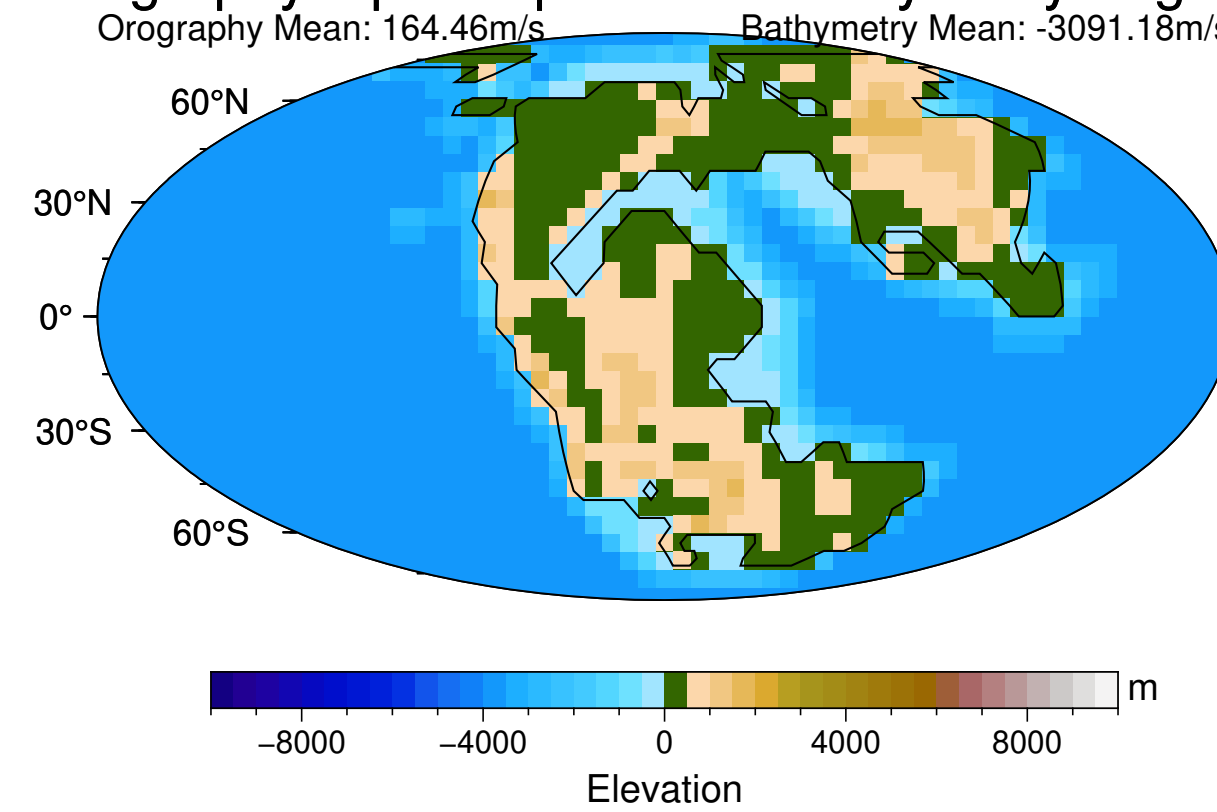 Orography Mean: 164.46m/s Bathymetry Mean: -3091.18m/s
60°N
30°N
0°
30°S
60°S
m
−8000 −4000 0 4000 8000
Elevation